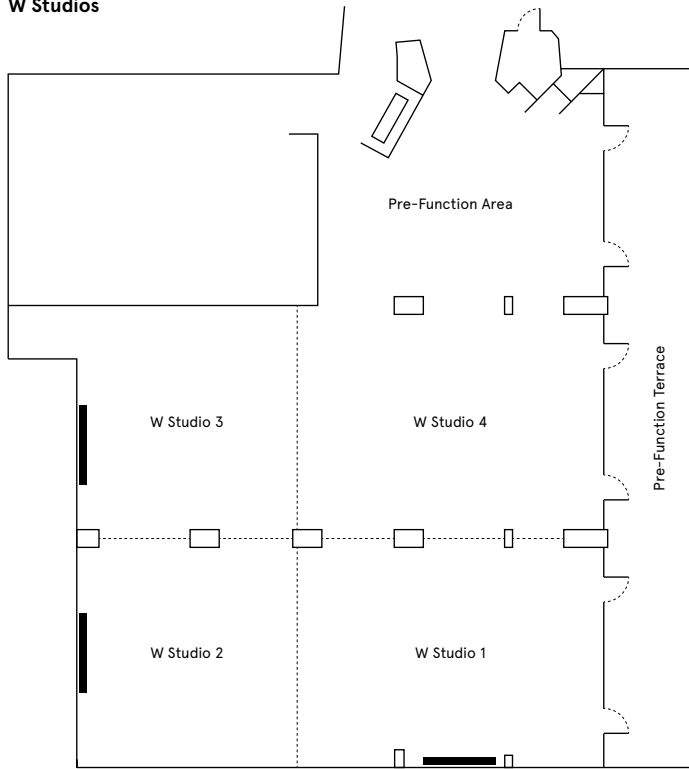 W Studios
Pre-Function Area
Pre-Function Terrace
W Studio 3
W Studio 4
W Studio 2
W Studio 1